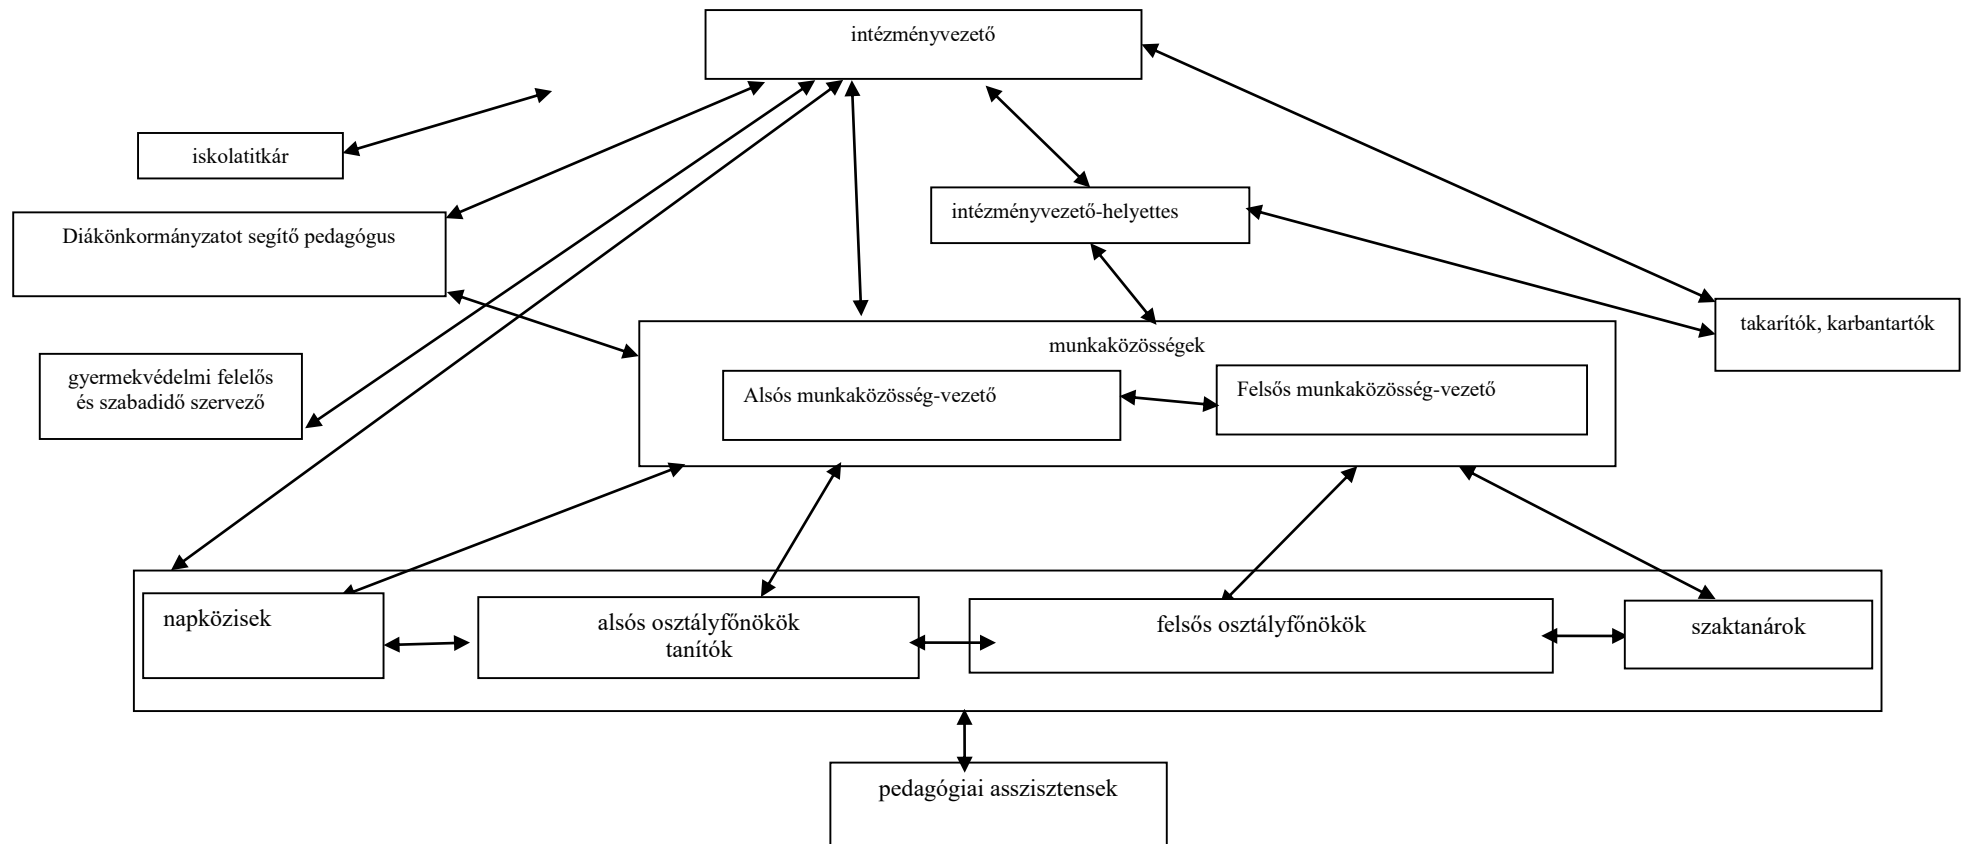 intézményvezető
iskolatitkár
Diákönkormányzatot segítő pedagógus
intézményvezető-helyettes
takarítók, karbantartók
munkaközösségek
gyermekvédelmi felelős
és szabadidő szervező
Alsós munkaközösség-vezető
Felsős munkaközösség-vezető
napközisek
alsós osztályfőnökök
tanítók
felsős osztályfőnökök
szaktanárok
pedagógiai asszisztensek